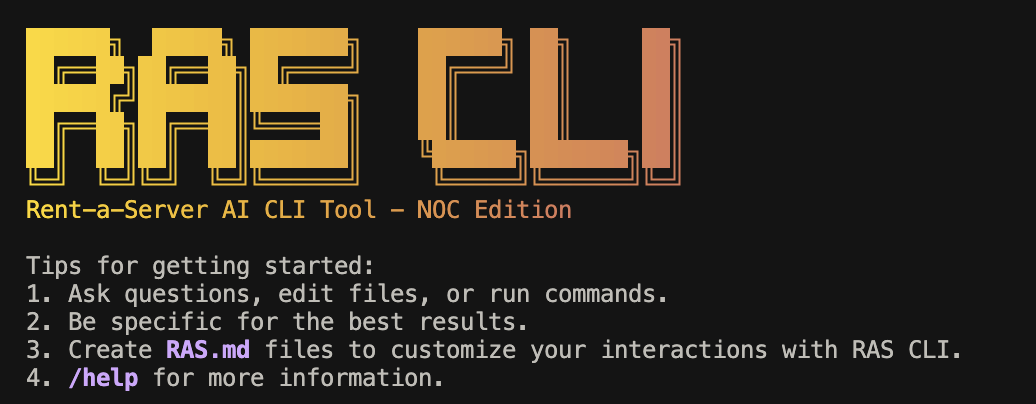 RAS CLI
Rent-a-Server AI CLI Tool - NOC Edition
Tips for getting started:
1. Ask questions, edit files, or run commands.
2. Be specific for the best results.
3. Create RAS.md files to customize your interactions with RAS CLI.
4. /help for more information.